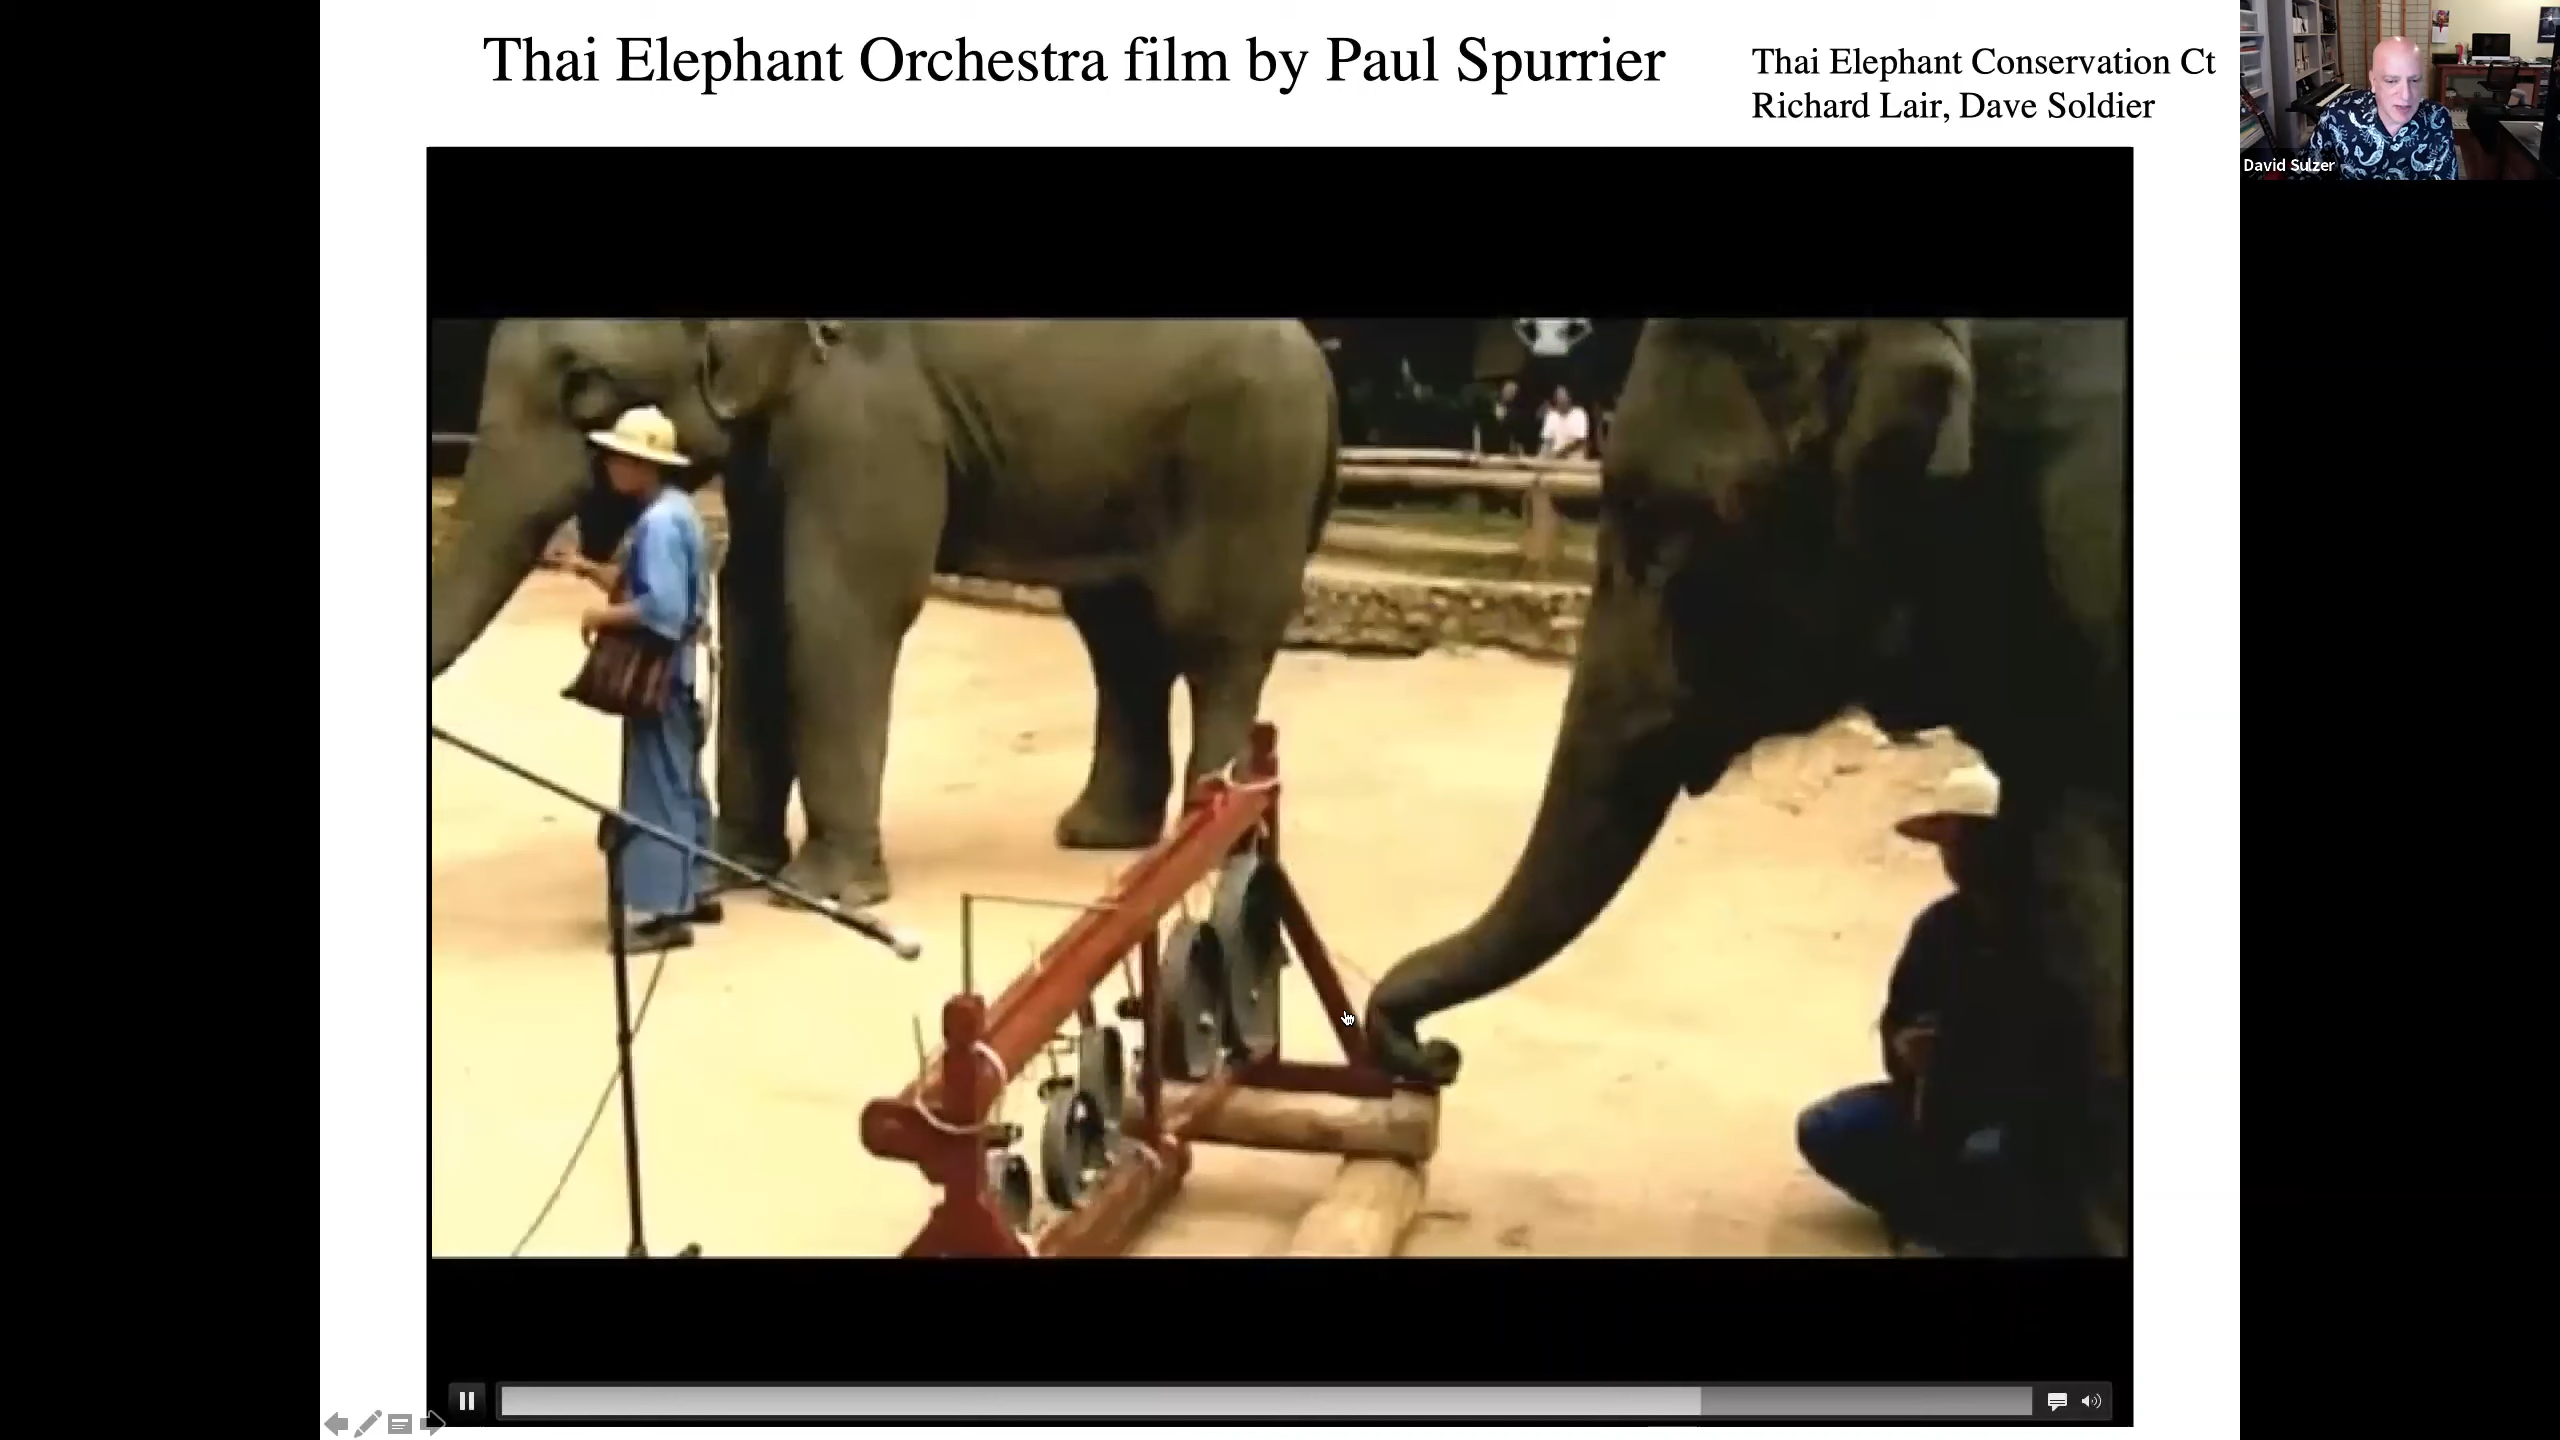 Thai Elephant Orchestra film by Paul Spurrier
Thai Elephant Conservation Ct
Richard Lair, Dave Soldier
David Sulzer